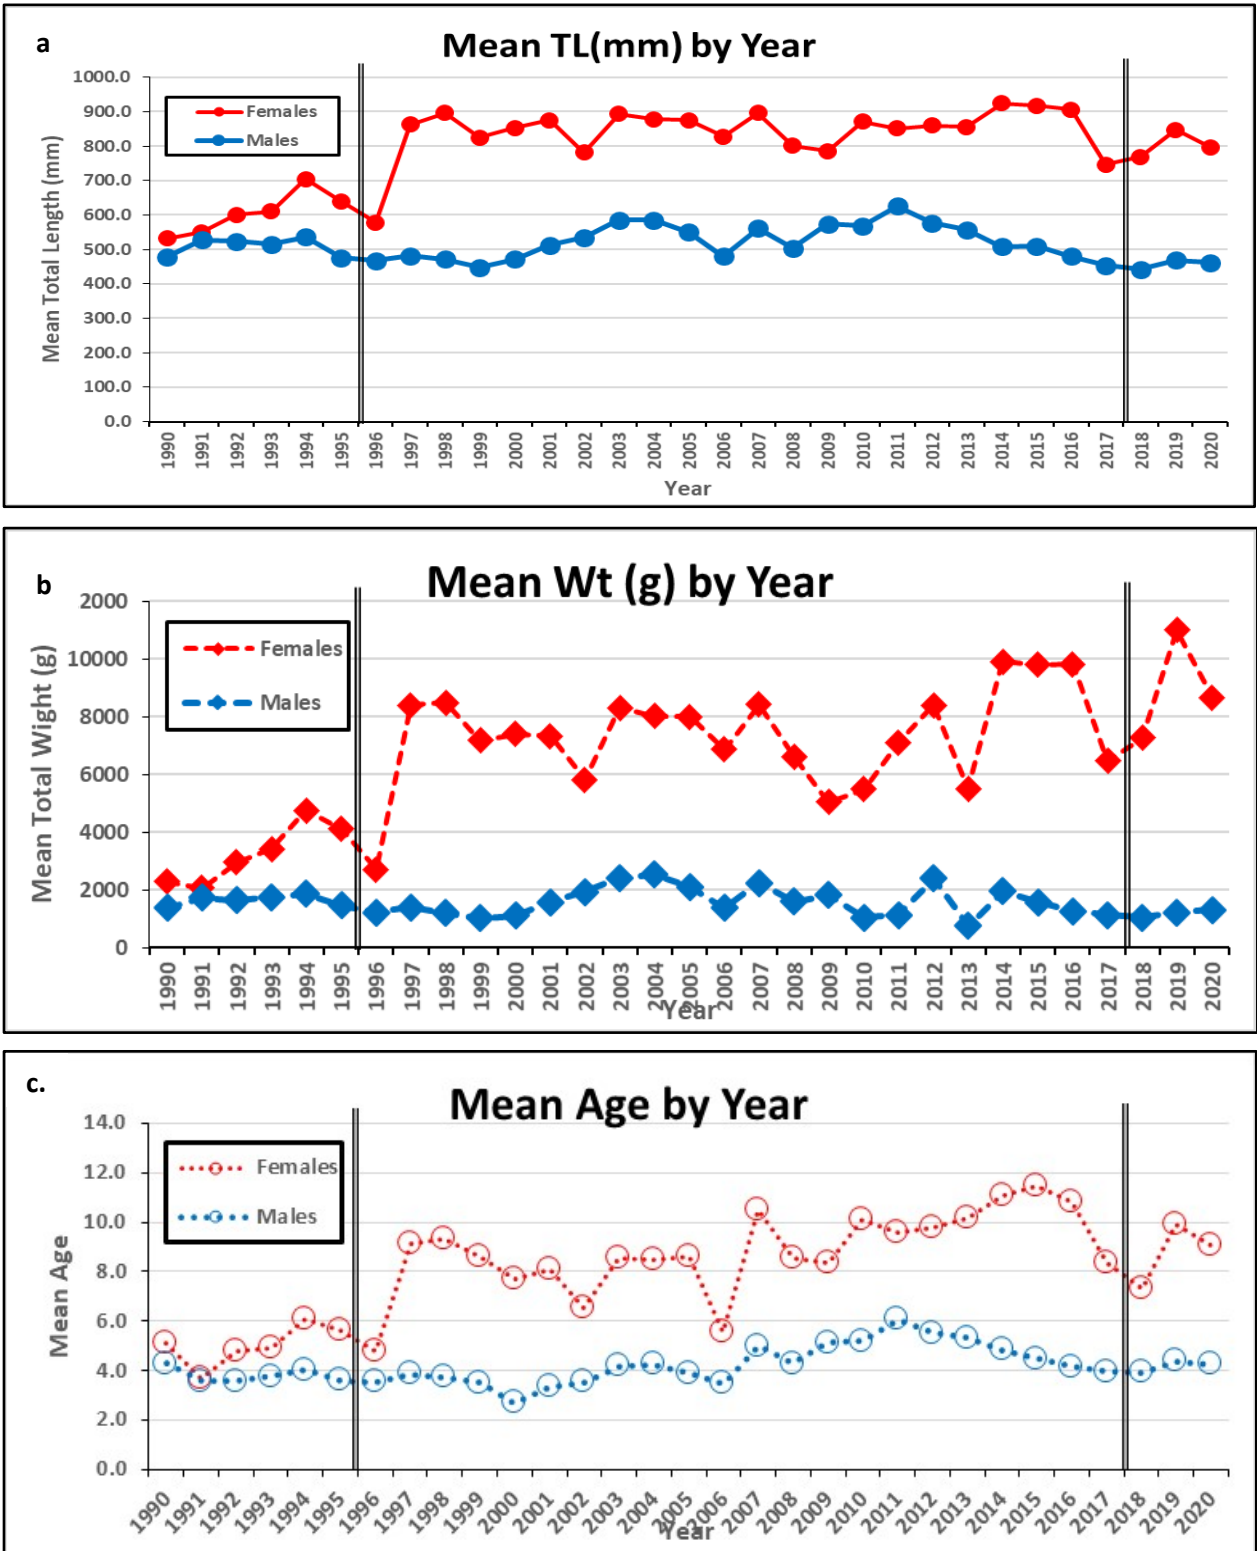 a
Mean TL(mm) by Year
1000.0
900.0
800.0
700.0
600.0
500.0
400.0
300.0
200.0
100.0
0.0
Mean Total Length (mm)
Females
Males
1990 1991 1992 1993 1994 1995 1996 1997 1998 1999 2000 2001 2002 2003 2004 2005 2006 2007 2008 2009 2010 2011 2012 2013 2014 2015 2016 2017 2018 2019 2020
Year
b
Mean Wt (g) by Year
2000
10000
8000
6000
4000
2000
0
Mean Total Wight (g)
Females
Males
1990 1991 1992 1993 1994 1995 1996 1997 1998 1999 2000 2001 2002 2003 2004 2005 2006 2007 2008 2009 2010 2011 2012 2013 2014 2015 2016 2017 2018 2019 2020
Year
c.
Mean Age by Year
14.0
12.0
10.0
8.0
6.0
4.0
2.0
0.0
Mean Age
Females
Males
1990 1991 1992 1993 1994 1995 1996 1997 1998 1999 2000 2001 2002 2003 2004 2005 2006 2007 2008 2009 2010 2011 2012 2013 2014 2015 2016 2017 2018 2019 2020
Year